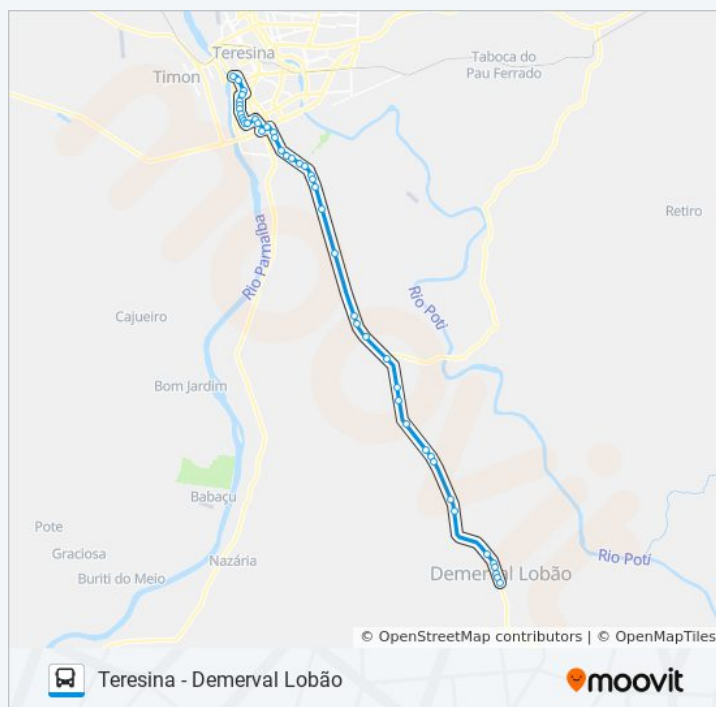 Teresina
Timon
Taboca do
Pau Ferrado
Retiro
Rio Parnaíba
Rio Poti
Cajueiro
Bom Jardim
Babaçu
Pote
Graciosa
Nazária
Buriti do Meio
Rio Poti
Demerval Lobão
© OpenStreetMap contributors | © OpenMapTiles
Teresina - Demerval Lobão
moovit
moovit